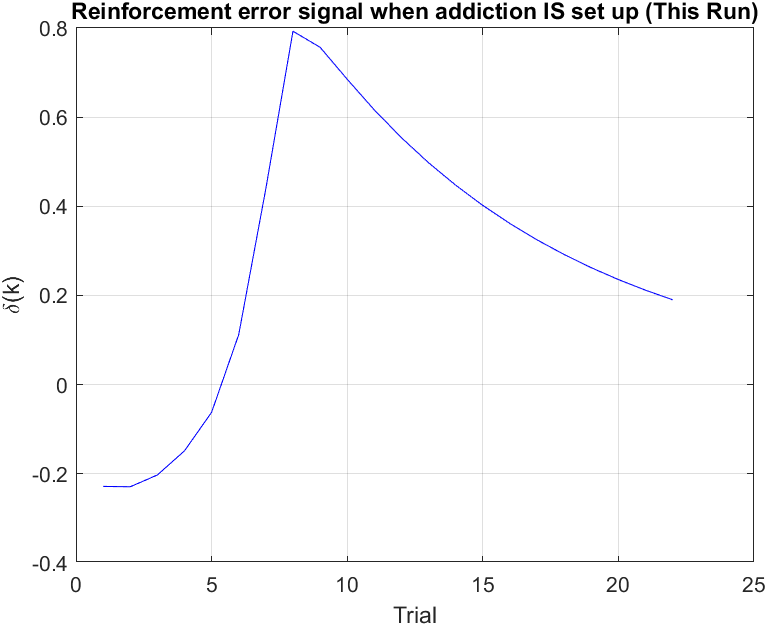 Reinforcement error signal when addiction IS set up (This Run)
0.8
0.6
0.4
0.2
0
-0.2
-0.4
δ(k)
0 5 10 15 20 25
Trial